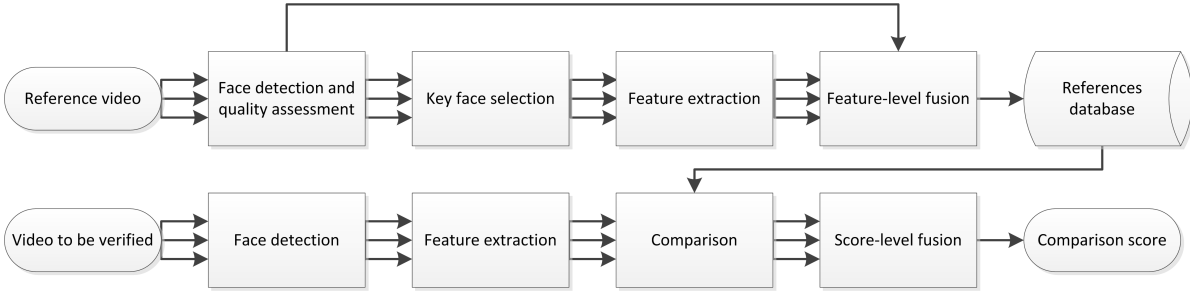 Reference video
Face detection and
quality assessment
Key face selection
Feature extraction
Feature-level fusion
References
database
Video to be verified
Face detection
Feature extraction
Comparison
Score-level fusion
Comparison score